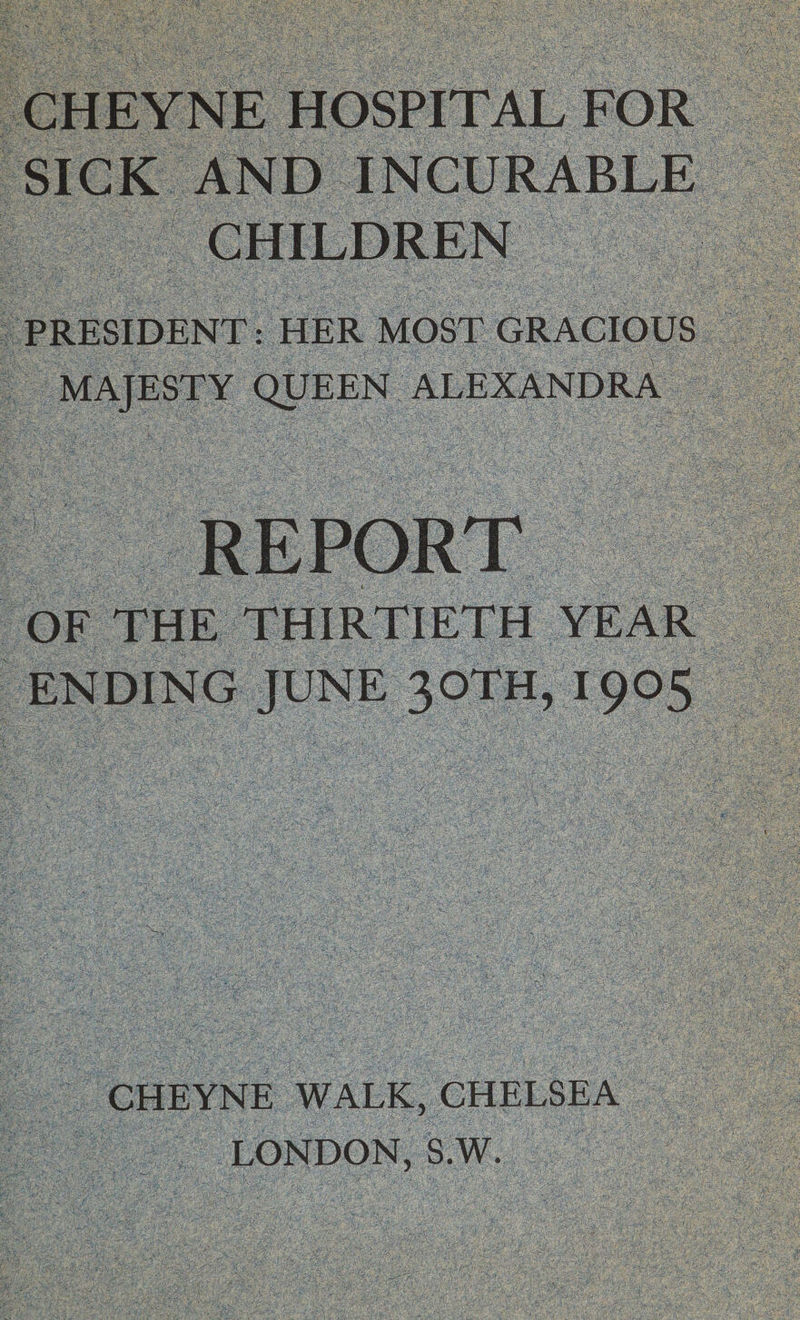 CHEYNE HOSPITAL FOR
SICK AND INCURABLE
CHILDREN
PRESIDENT: HER MOST GRACIOUS
MAJESTY QUEEN ALEXANDRA
REPORT
OF THE THIRTIETH YEAR
ENDING JUNE 30TH, 1905
CHEYNE WALK, CHELSEA
LONDON, S.W.